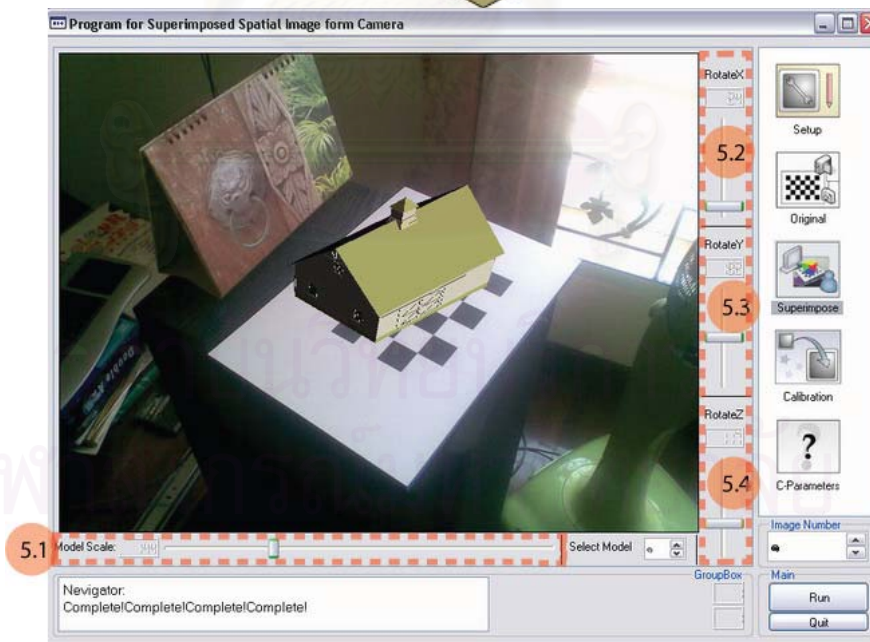 Program for Superimposed Spatial Image form Camera
RotateX
5.2
RotateY
5.3
RotateZ
5.4
Setup
Original
Superimpose
Calibration
?
C-Parameters
5.1
Model Scale:
Select Model
Image Number
Nevigator:
Complete!Complete!Complete!Complete!
GroupBox
Main
Run
Quit